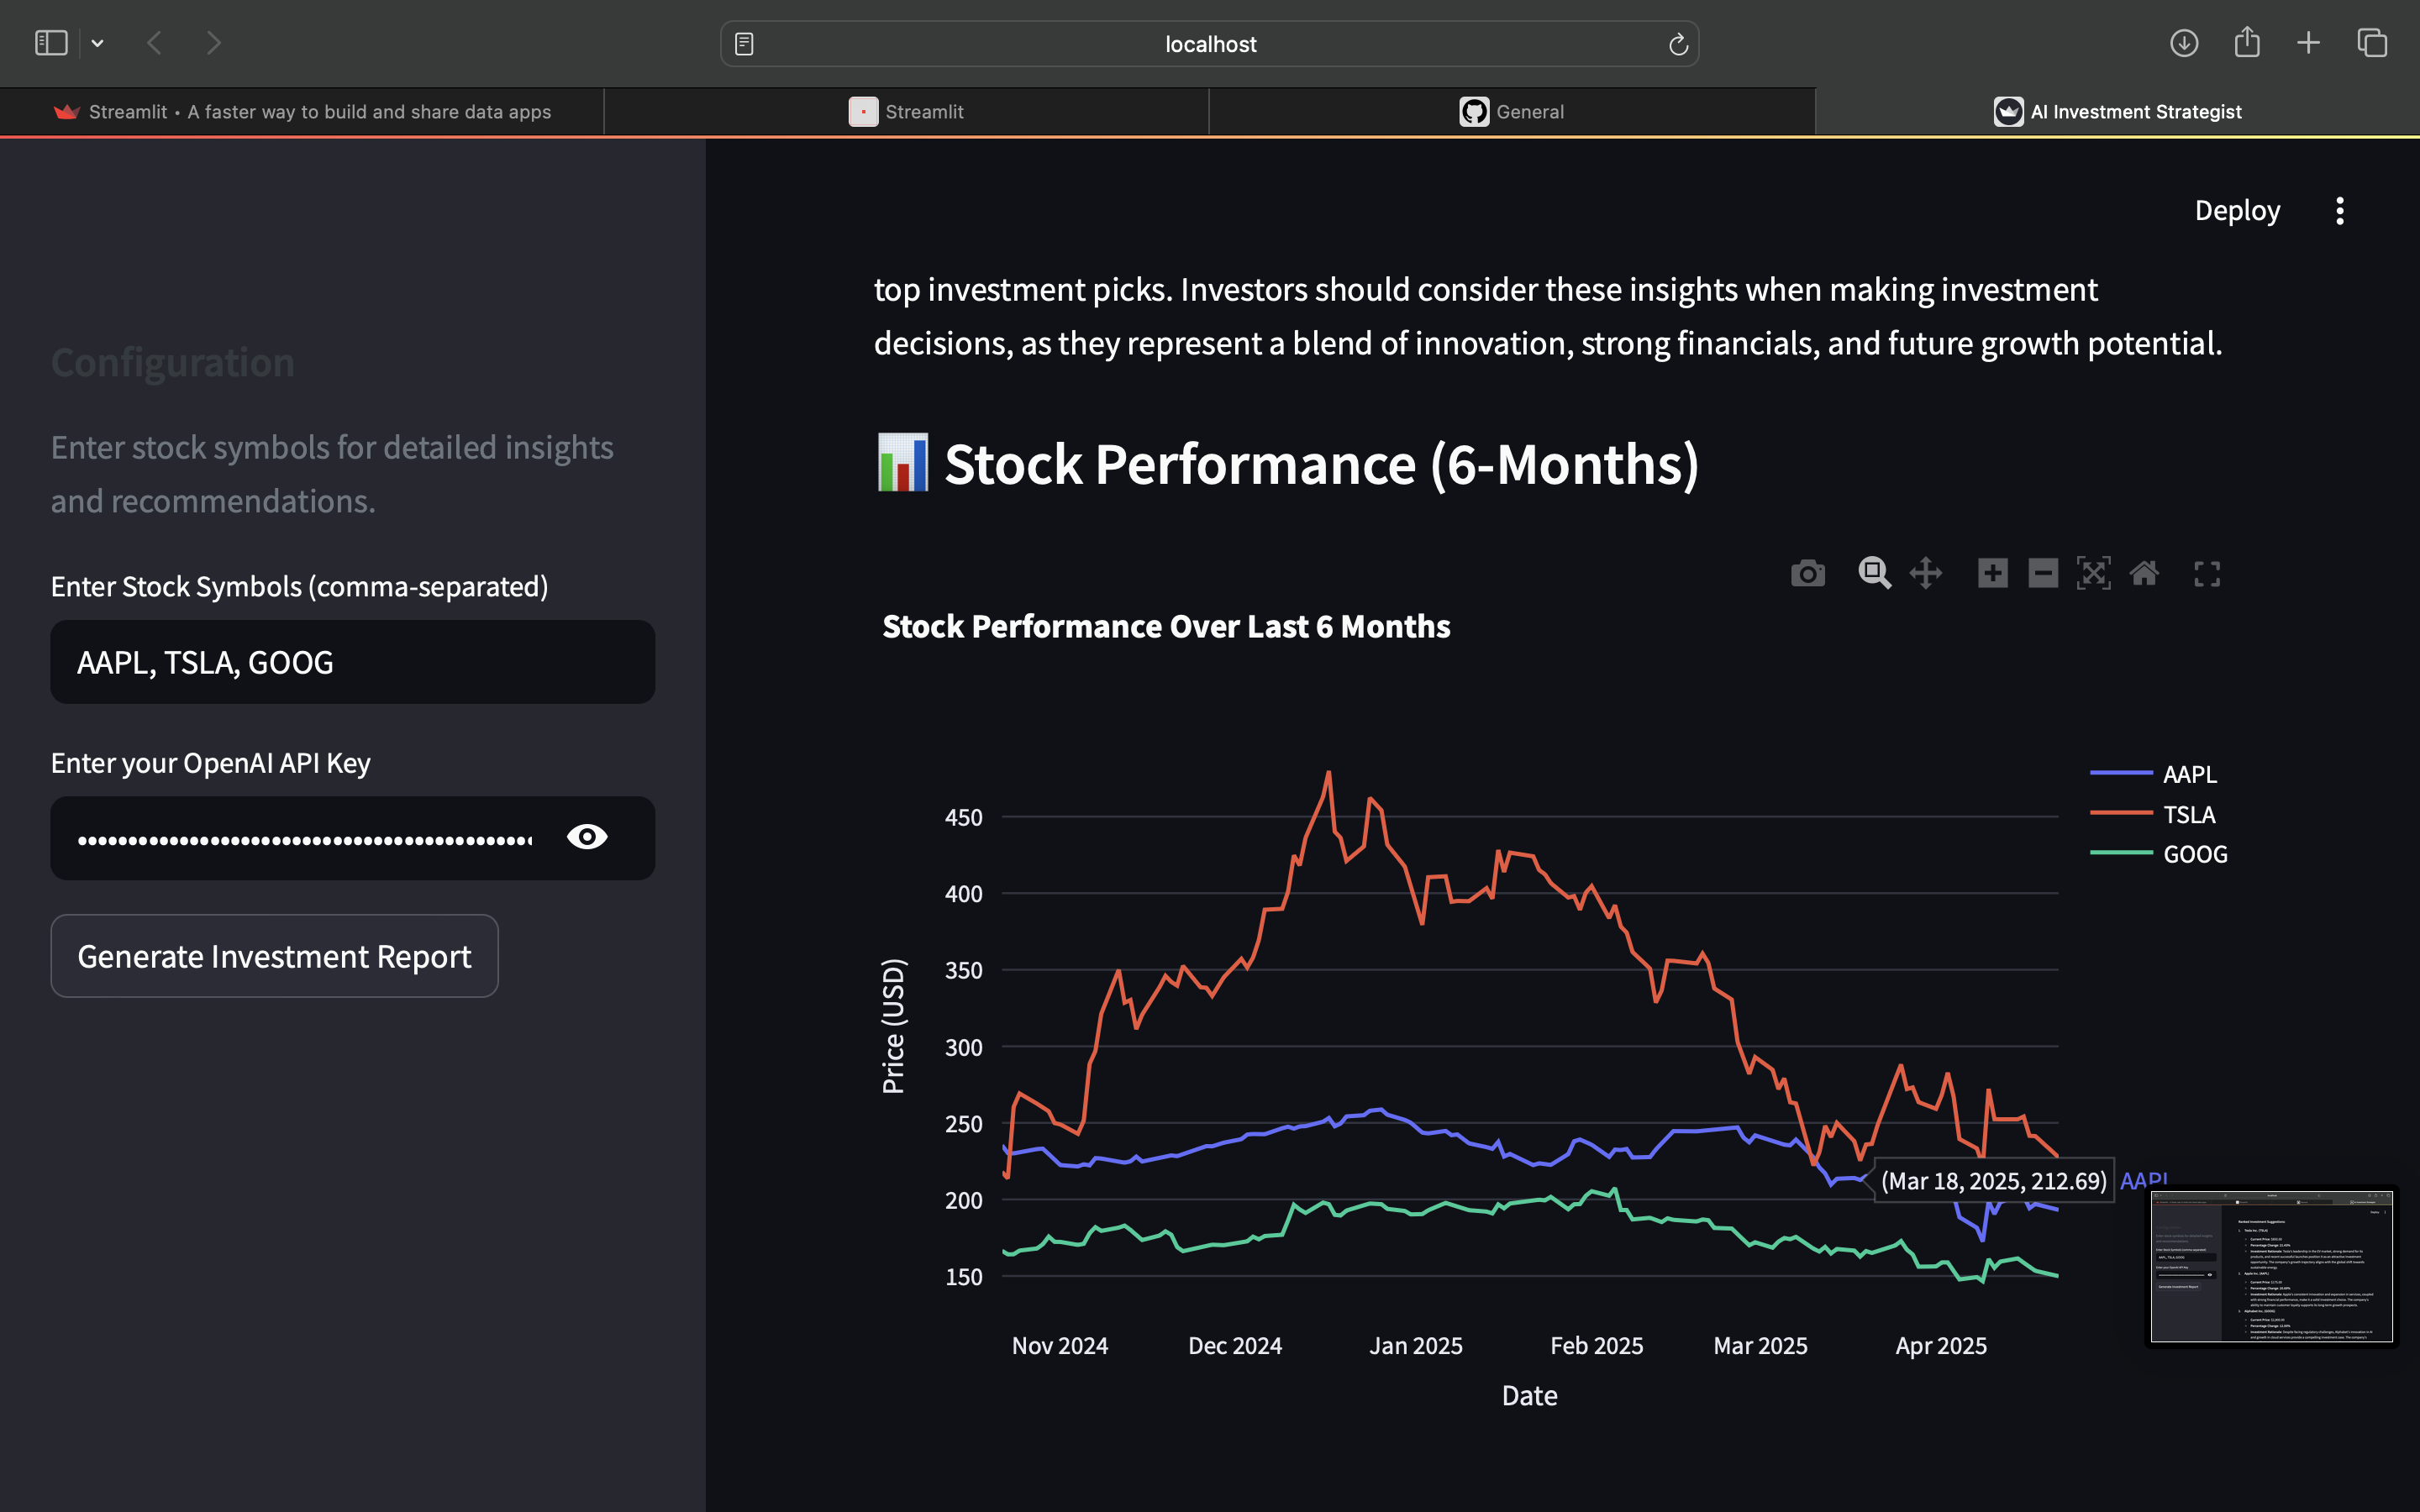 localhost
Streamlit • A faster way to build and share data apps
Streamlit
General
AI Investment Strategist
Deploy
Configuration
Enter stock symbols for detailed insights
and recommendations.
Enter Stock Symbols (comma-separated)
AAPL, TSLA, GOOG
Enter your OpenAI API Key
Generate Investment Report
top investment picks. Investors should consider these insights when making investment
decisions, as they represent a blend of innovation, strong financials, and future growth potential.
Stock Performance (6-Months)
Stock Performance Over Last 6 Months
AAPL
TSLA
GOOG
Price (USD)
450
400
350
300
250
200
150
(Mar 18, 2025, 212.69)
AAPL
Nov 2024
Dec 2024
Jan 2025
Feb 2025
Mar 2025
Apr 2025
Date